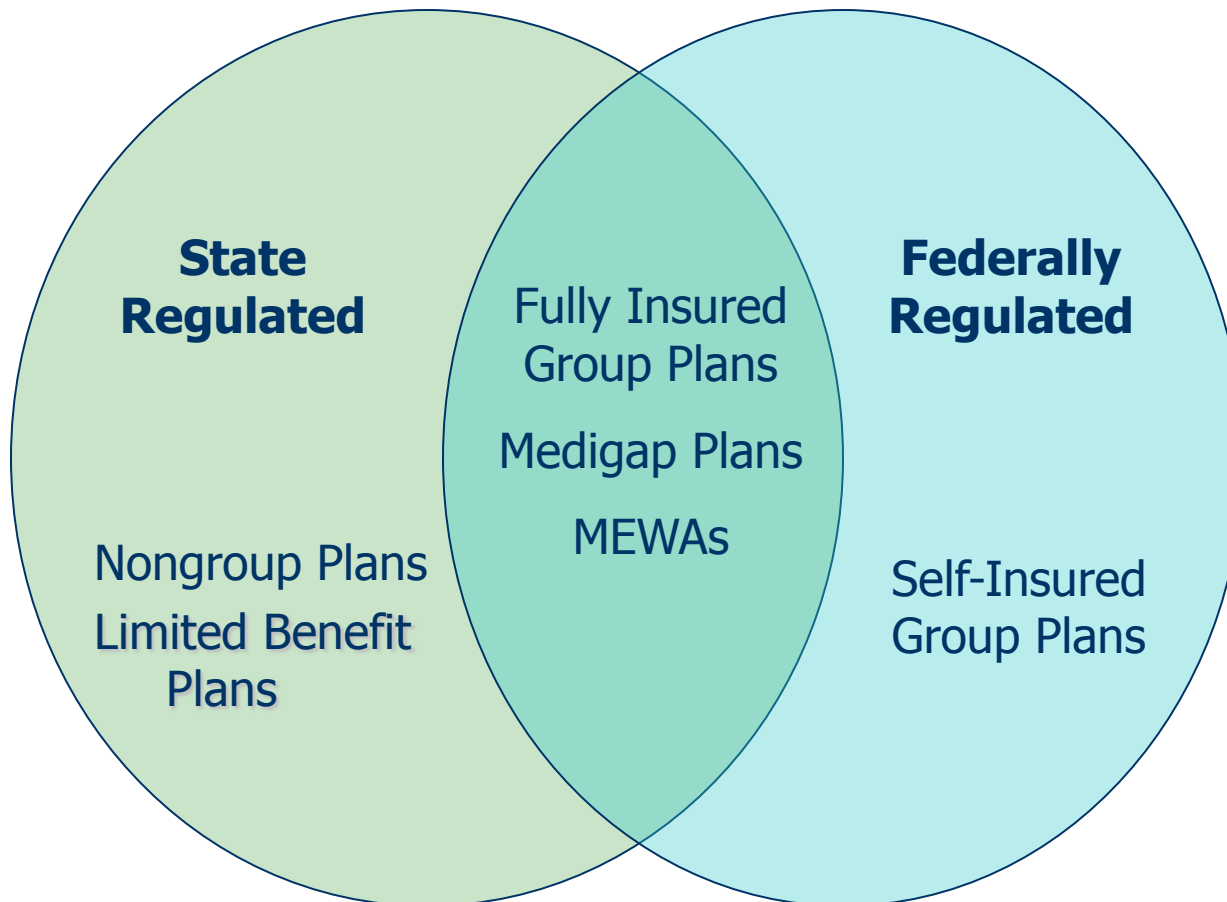 State
Regulated
Nongroup Plans
Limited Benefit
Plans
Fully Insured
Group Plans
Medigap Plans
MEWAs
Federally
Regulated
Self-Insured
Group Plans